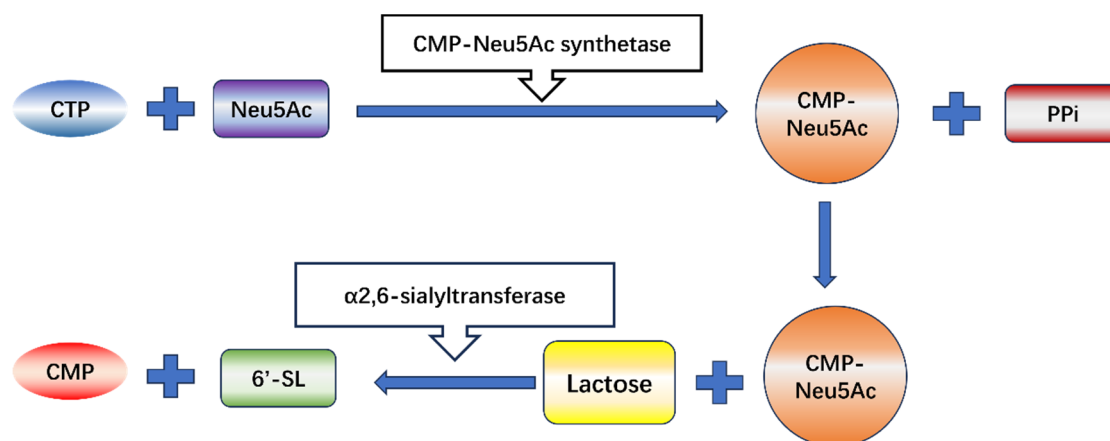 CMP-Neu5Ac synthetase
CTP
Neu5Ac
CMP-
Neu5Ac
PPi
α2,6-sialyltransferase
CMP
6’-SL
Lactose
CMP-
Neu5Ac